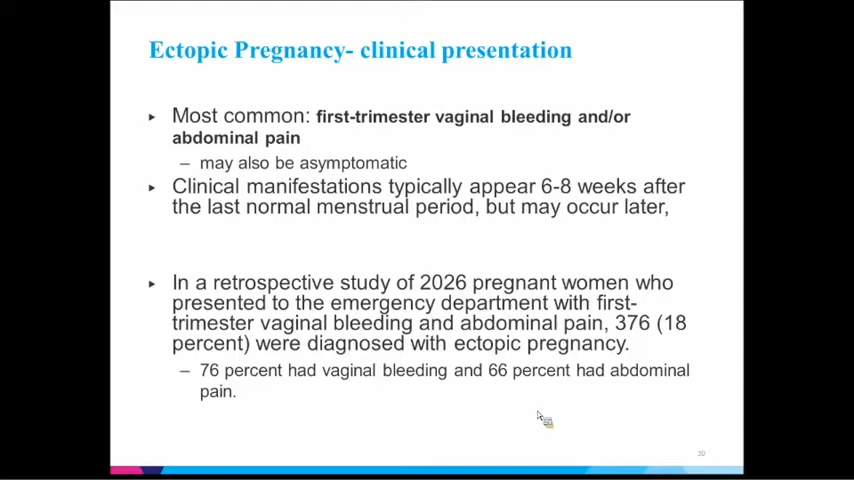 Ectopic Pregnancy- clinical presentation
Most common: first-trimester vaginal bleeding and/or
abdominal pain
– may also be asymptomatic
Clinical manifestations typically appear 6-8 weeks after
the last normal menstrual period, but may occur later,
In a retrospective study of 2026 pregnant women who
presented to the emergency department with first-
trimester vaginal bleeding and abdominal pain, 376 (18
percent) were diagnosed with ectopic pregnancy.
– 76 percent had vaginal bleeding and 66 percent had abdominal
pain.